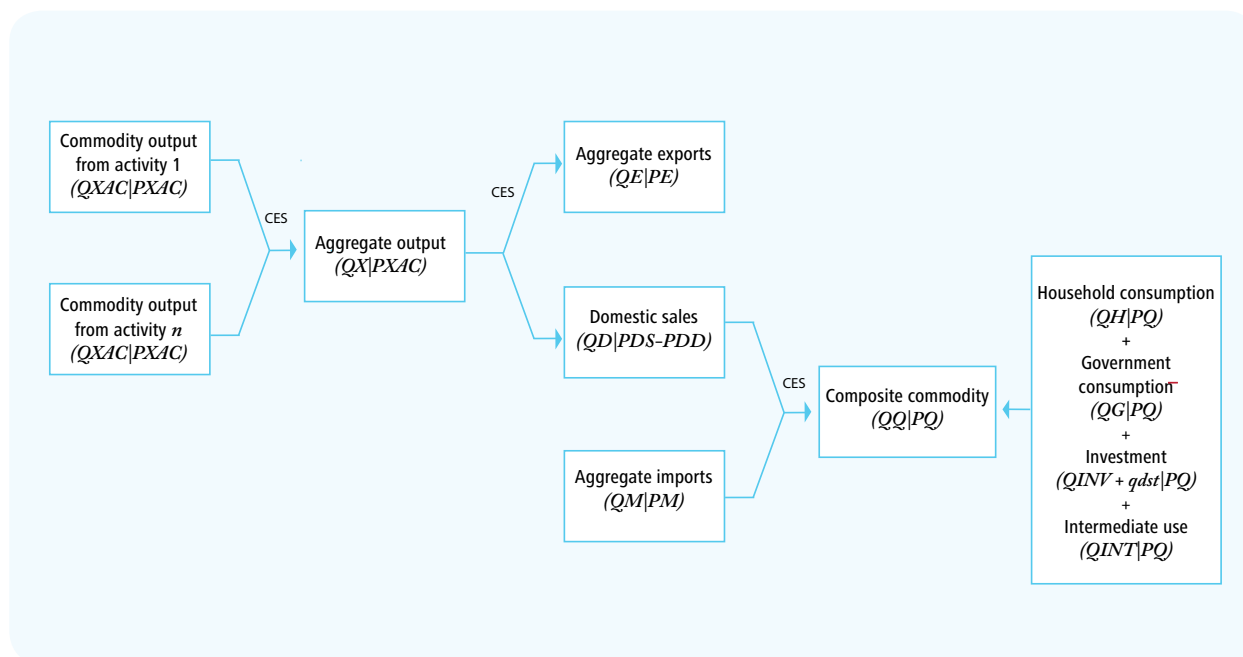 Commodity output
from activity 1
(QXAC|PXAC)
Commodity output
from activity n
(QXAC|PXAC)
CES
Aggregate output
(QX|PXAC)
CES
Aggregate exports
(QE|PE)
Domestic sales
(QD|PDS-PDD)
Aggregate imports
(QM|PM)
CES
Composite commodity
(QQ|PQ)
Household consumption
(QH|PQ)
+
Government
consumption
(QG|PQ)
+
Investment
(QINV + qdst|PQ)
+
Intermediate use
(QINT|PQ)